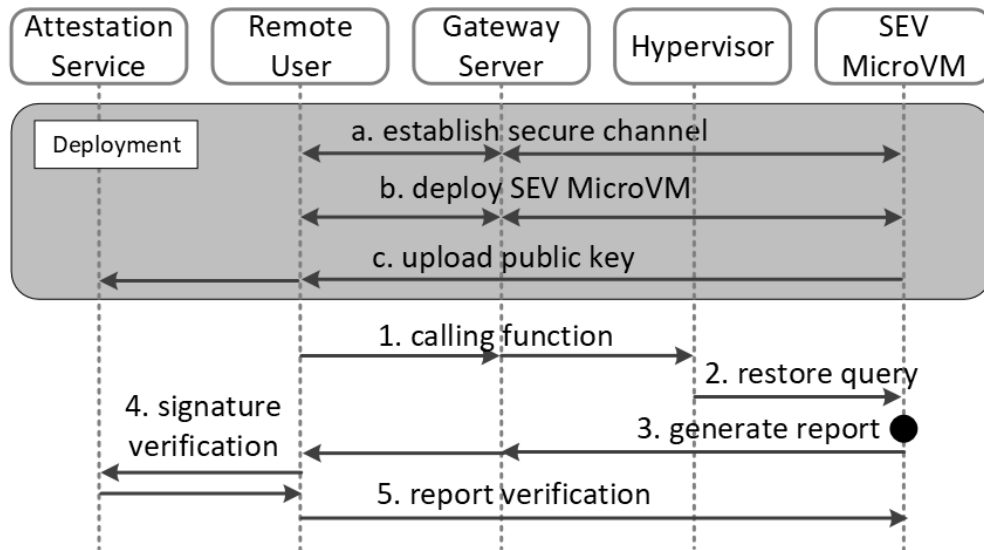 Attestation
Service
Remote
User
Gateway
Server
Hypervisor
SEV
MicroVM
Deployment
a. establish secure channel
b. deploy SEV MicroVM
c. upload public key
1. calling function
2. restore query
3. generate report
4. signature
verification
5. report verification